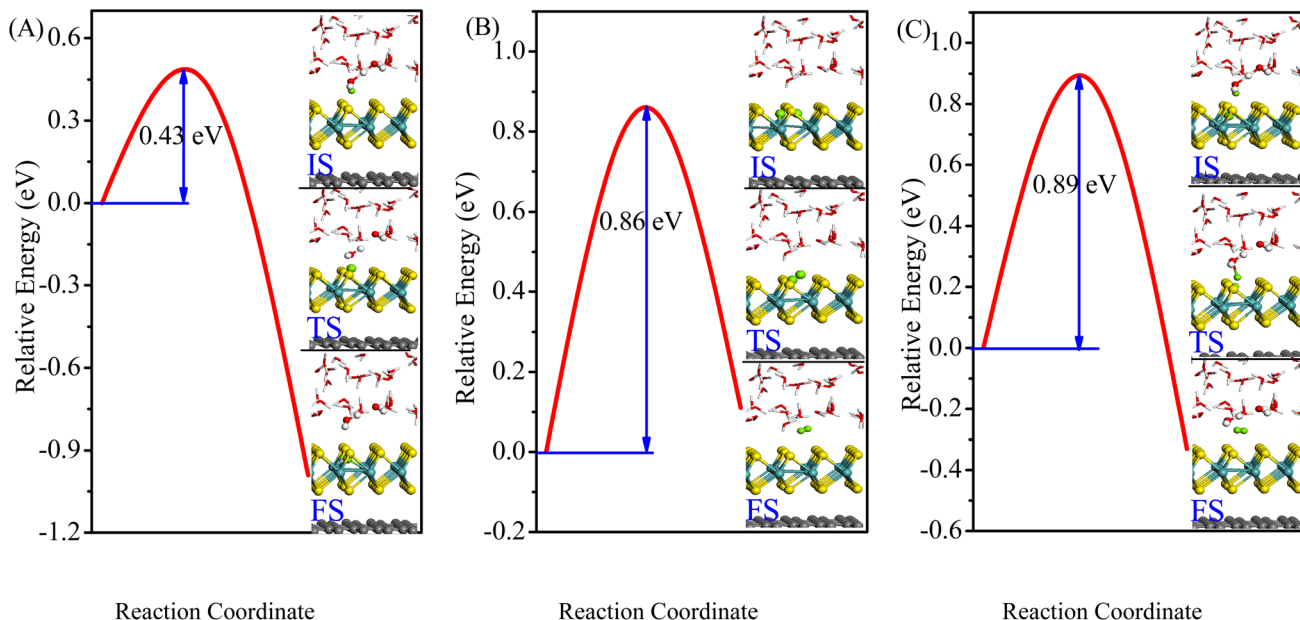 (A)
Relative Energy (eV)
0.6
0.3
0.0
-0.3
-0.6
-0.9
-1.2
0.43 eV
IS
TS
FS
Reaction Coordinate
(B)
Relative Energy (eV)
1.0
0.8
0.6
0.4
0.2
0.0
-0.2
0.86 eV
IS
TS
FS
Reaction Coordinate
(C)
Relative Energy (eV)
1.0
0.8
0.6
0.4
0.2
0.0
-0.2
-0.4
-0.6
0.89 eV
IS
TS
FS
Reaction Coordinate